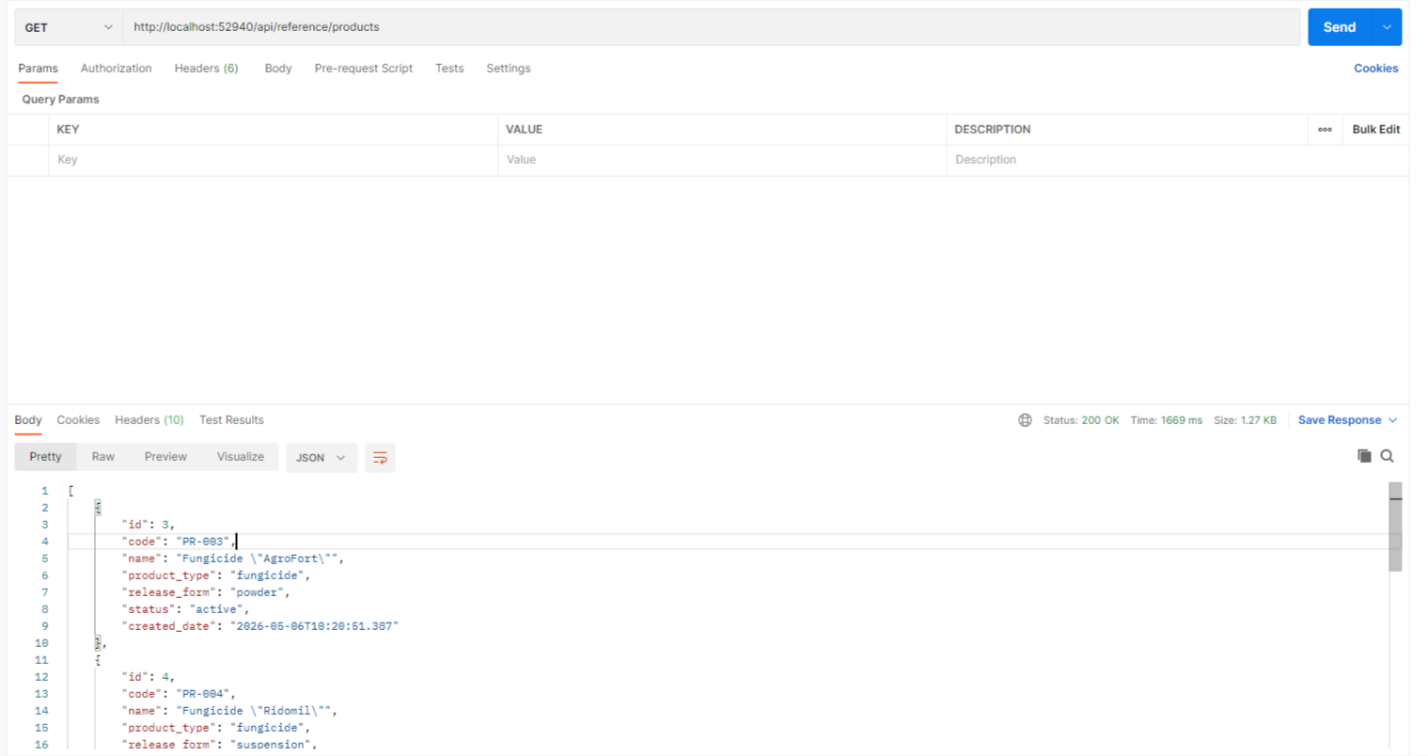 GET http://localhost:52940/api/reference/products Send
Params Authorization Headers (6) Body Pre-request Script Tests Settings Cookies
Query Params
KEY VALUE DESCRIPTION ooo Bulk Edit
Key Value Description
Body Cookies Headers (10) Test Results Status: 200 OK Time: 1669 ms Size: 1.27 KB Save Response
Pretty Raw Preview Visualize JSON
1 [
2 {
3 "id": 3,
4 "code": "PR-003",
5 "name": "Fungicide \"AgroFort\"",
6 "product_type": "fungicide",
7 "release_form": "powder",
8 "status": "active",
9 "created_date": "2026-05-06T10:20:51.387"
10 },
11 {
12 "id": 4,
13 "code": "PR-004",
14 "name": "Fungicide \"Ridomil\"",
15 "product_type": "fungicide",
16 "release_form": "suspension",